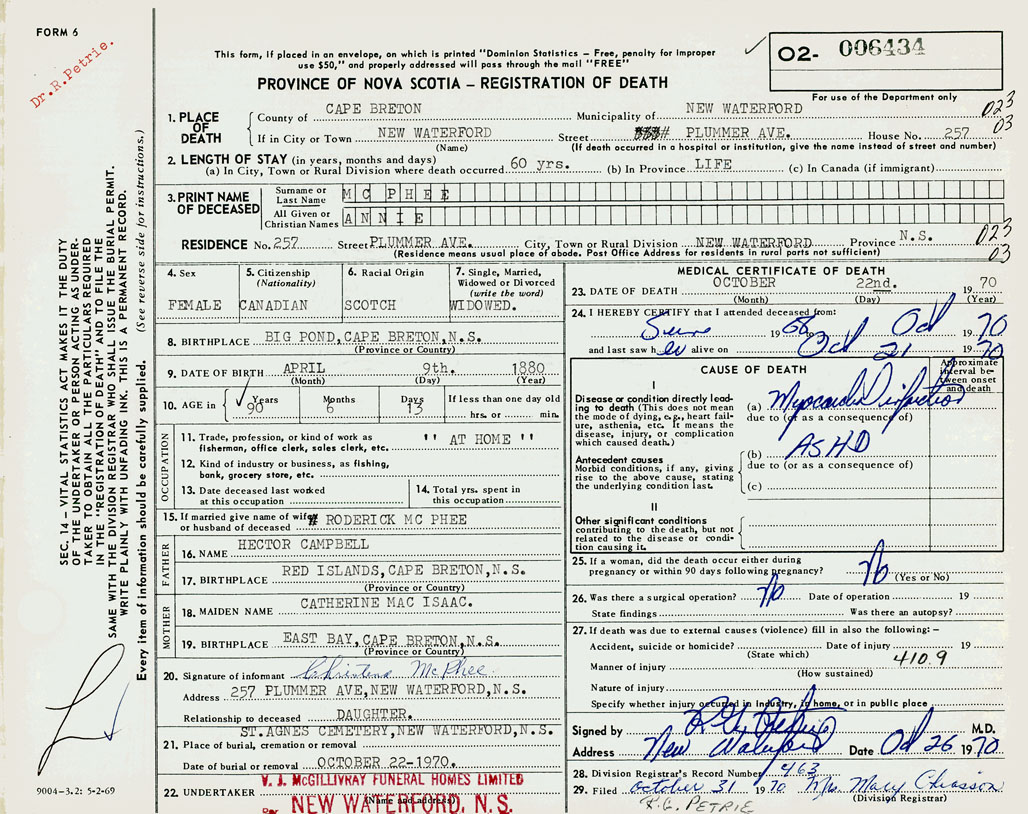 FORM 6
Dr.R.Petrie.
This form, if placed in an envelope, on which is printed "Dominion Statistics – Free, penalty for improper
use $50," and properly addressed will pass through the mail "FREE"
02- 006434
For use of the Department only
PROVINCE OF NOVA SCOTIA – REGISTRATION OF DEATH
023
03
1. PLACE OF DEATH
County of CAPE BRETON Municipality of NEW WATERFORD
If in City or Town NEW WATERFORD Street PLUMMER AVE. House No. 257
(Name) (If death occurred in a hospital or institution, give the name instead of street and number)
2. LENGTH OF STAY (in years, months and days)
(a) In City, Town or Rural Division where death occurred 60 yrs. (b) In Province LIFE (c) In Canada (if immigrant)
3. PRINT NAME OF DECEASED
Surname or Last Name MC PHEE
All Given or Christian Names ANNIE
RESIDENCE No. 257 Street PLUMMER AVE. City, Town or Rural Division NEW WATERFORD Province N.S.
(Residence means usual place of abode. Post Office Address for residents in rural parts not sufficient)
023
03
4. Sex
FEMALE
5. Citizenship
(Nationality)
CANADIAN
6. Racial Origin
SCOTCH
7. Single, Married,
Widowed or Divorced
(write the word)
WIDOWED.
8. BIRTHPLACE BIG POND, CAPE BRETON, N.S.
(Province or Country)
9. DATE OF BIRTH APRIL 9th. 1880
(Month) (Day) (Year)
10. AGE in Years Months Days If less than one day old
90 6 13 hrs. or min.
OCCUPATION
11. Trade, profession, or kind of work as
fisherman, office clerk, sales clerk, etc. " AT HOME "
12. Kind of industry or business, as fishing,
bank, grocery store, etc.
13. Date deceased last worked
at this occupation
14. Total yrs. spent in
this occupation
15. If married give name of wife
or husband of deceased RODERICK MC PHEE
FATHER
16. NAME HECTOR CAMPBELL
17. BIRTHPLACE RED ISLANDS, CAPE BRETON, N.S.
(Province or Country)
MOTHER
18. MAIDEN NAME CATHERINE MAC ISAAC.
19. BIRTHPLACE EAST BAY, CAPE BRETON, N.S.
(Province or Country)
20. Signature of informant Christena McPhee
Address 257 PLUMMER AVE, NEW WATERFORD, N.S.
Relationship to deceased DAUGHTER.
ST. AGNES CEMETERY, NEW WATERFORD, N.S.
21. Place of burial, cremation or removal
Date of burial or removal OCTOBER 22-1970.
V. J. McGILLIVRAY FUNERAL HOMES LIMITED
22. UNDERTAKER NEW WATERFORD, N. S.
(Name and address)
MEDICAL CERTIFICATE OF DEATH
23. DATE OF DEATH OCTOBER 22nd. 19 70
(Month) (Day) (Year)
24. I HEREBY CERTIFY that I attended deceased from:
19 Oct 19 70
and last saw her alive on Oct 21 19 70
CAUSE OF DEATH
Approximate
interval be-
tween onset
and death
I
Disease or condition directly lead-
ing to death (This does not mean
the mode of dying, e.g., heart fail-
ure, asthenia, etc. It means the
disease, injury, or complication
which caused death.)
(a) Myocardial Infarction
due to (or as a consequence of)
Antecedent causes
Morbid conditions, if any, giving
rise to the above cause, stating
the underlying condition last.
(b) ASHD
due to (or as a consequence of)
(c)
II
Other significant conditions
contributing to the death, but not
related to the disease or condi-
tion causing it.
25. If a woman, did the death occur either during
pregnancy or within 90 days following pregnancy? No
(Yes or No)
26. Was there a surgical operation? No Date of operation 19
State findings Was there an autopsy?
27. If death was due to external causes (violence) fill in also the following: –
Accident, suicide or homicide? Date of injury 19
(State which) 410.9
Manner of injury
(How sustained)
Nature of injury
Specify whether injury occurred in industry, in home, or in public place
Signed by M.D.
Address New Waterford Date Oct 26 1970
28. Division Registrar's Record Number 463
29. Filed October 31 1970 Mrs. Mary Chiasson
(Division Registrar)
R.G. PETRIE
SEC. 14 – VITAL STATISTICS ACT MAKES IT THE DUTY
OF THE UNDERTAKER OR PERSON ACTING AS UNDER-
TAKER TO OBTAIN ALL THE PARTICULARS REQUIRED
IN THE "REGISTRATION OF DEATH" AND TO FILE THE
SAME WITH THE DIVISION REGISTRAR WHO SHALL ISSUE THE BURIAL PERMIT.
WRITE PLAINLY WITH UNFADING INK. THIS IS A PERMANENT RECORD.
Every item of information should be carefully supplied. (See reverse side for instructions.)
9004–3.2: 5-2-69